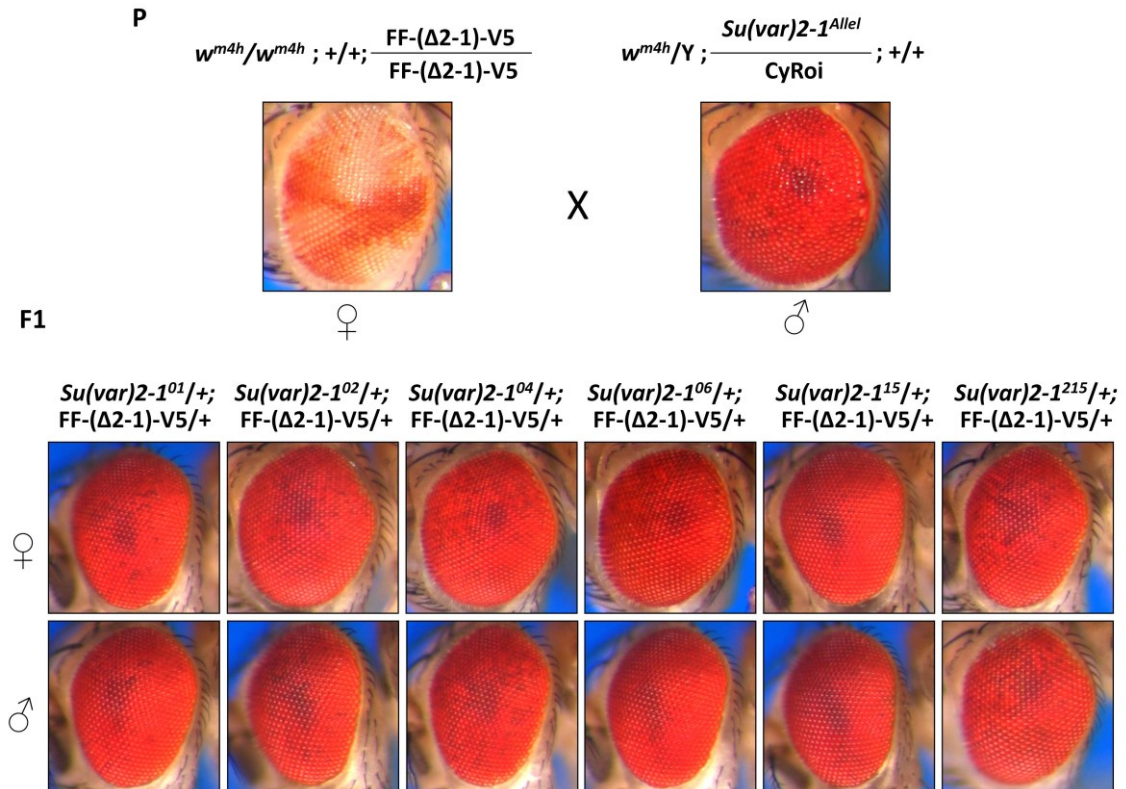 P
w^m4h/w^m4h ; +/+; FF-(Δ2-1)-V5
FF-(Δ2-1)-V5
w^m4h/Y ; Su(var)2-1^Allel ; +/+
CyRoi
X
♀
♂
F1
Su(var)2-1^01/+; Su(var)2-1^02/+; Su(var)2-1^04/+; Su(var)2-1^06/+; Su(var)2-1^15/+; Su(var)2-1^215/+;
FF-(Δ2-1)-V5/+ FF-(Δ2-1)-V5/+ FF-(Δ2-1)-V5/+ FF-(Δ2-1)-V5/+ FF-(Δ2-1)-V5/+ FF-(Δ2-1)-V5/+
♀
♂